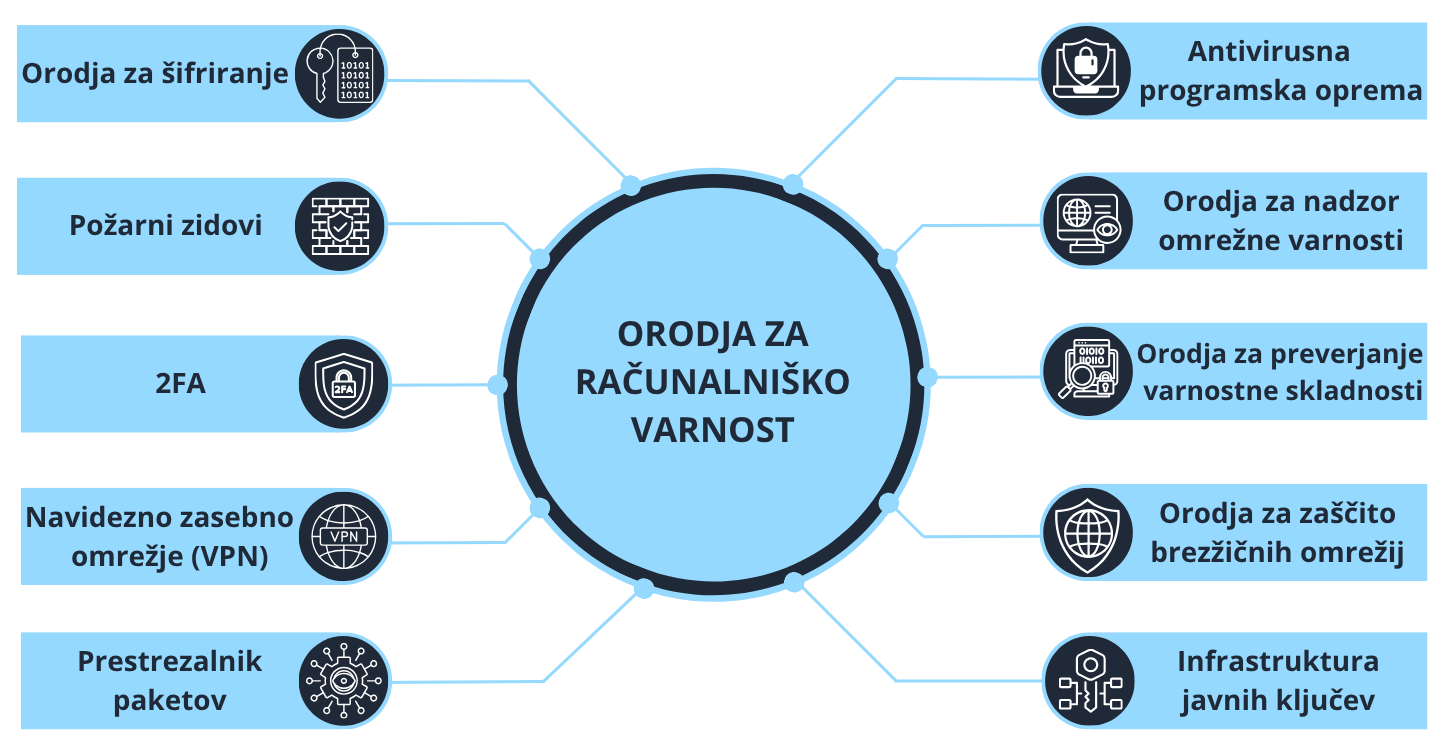 Orodja za šifriranje
10101
10101
10101
10101
Požarni zidovi
2FA
2FA
Navidezno zasebno
omrežje (VPN)
VPN
Prestrezalnik
paketov
ORODJA ZA
RAČUNALNIŠKO
VARNOST
Antivirusna
programska oprema
Orodja za nadzor
omrežne varnosti
Orodja za preverjanje
varnostne skladnosti
01010
Orodja za zaščito
brezžičnih omrežij
Infrastruktura
javnih ključev